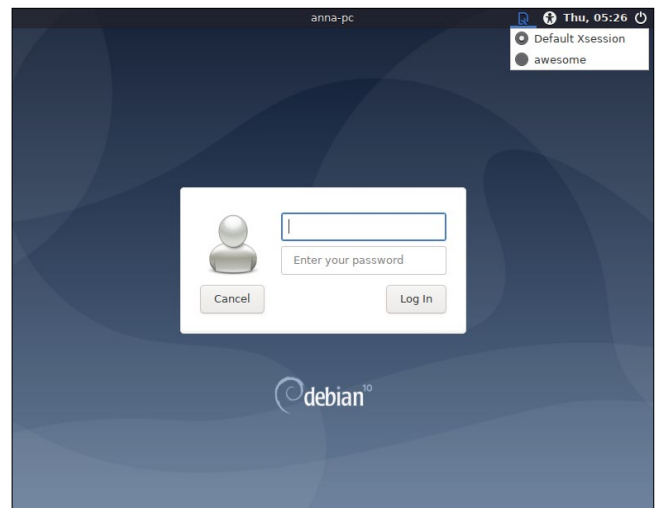 anna-pc
Thu, 05:26
Default Xsession
awesome
Enter your password
Cancel
Log In
debian 10